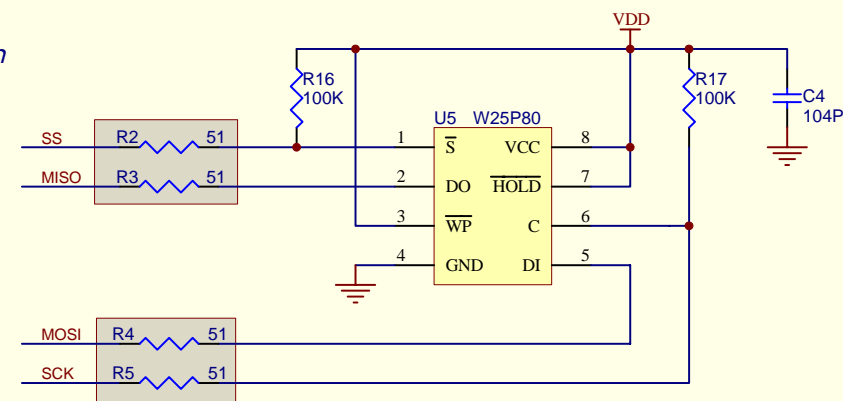 VDD
n
R16
100K
R17
100K
C4
104P
U5 W25P80
SS R2 51 1 S VCC 8
MISO R3 51 2 DO HOLD 7
3 WP C 6
4 GND DI 5
MOSI R4 51
SCK R5 51